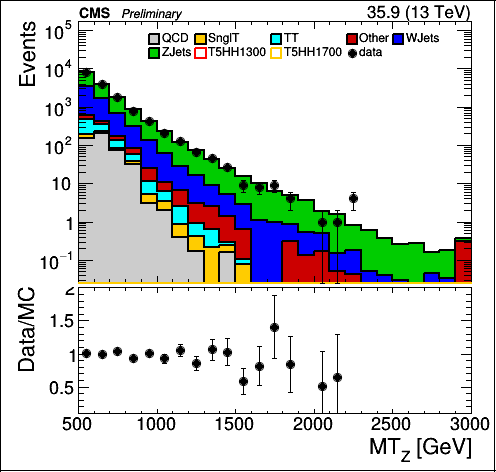 CMS Preliminary 35.9 (13 TeV)
Events
10^5
10^4
10^3
10^2
10
1
10^-1
QCD SnglT TT Other WJets
ZJets T5HH1300 T5HH1700 data
Data/MC
2
1.5
1
0.5
500 1000 1500 2000 2500 3000
MT_Z [GeV]